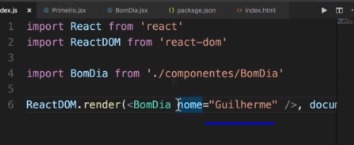 dex.js × Primeiro.jsx BomDia.jsx {} package.json <> index.html
1 import React from 'react'
2 import ReactDOM from 'react-dom'
3
4 import BomDia from './componentes/BomDia'
5
6 ReactDOM.render(<BomDia nome="Guilherme" />, docum